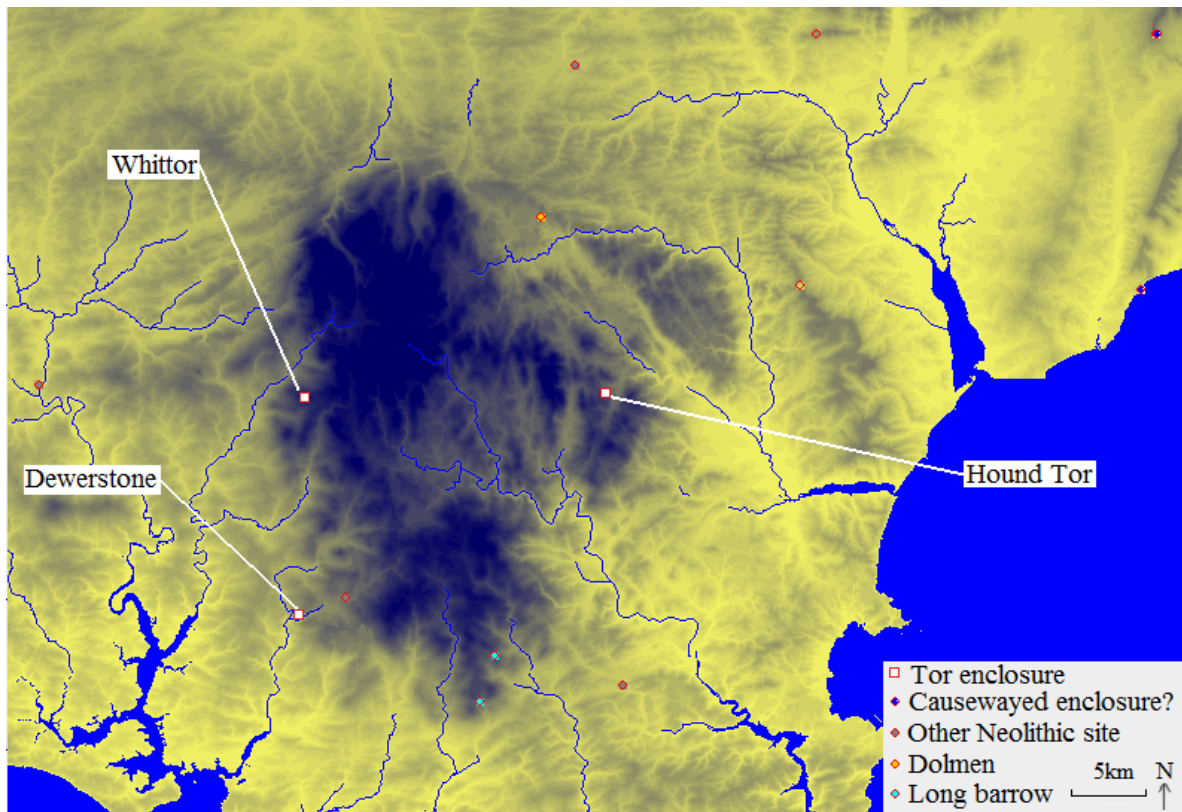 Whittor
Dewerstone
Hound Tor
Tor enclosure
Causewayed enclosure?
Other Neolithic site
Dolmen
5km N
Long barrow